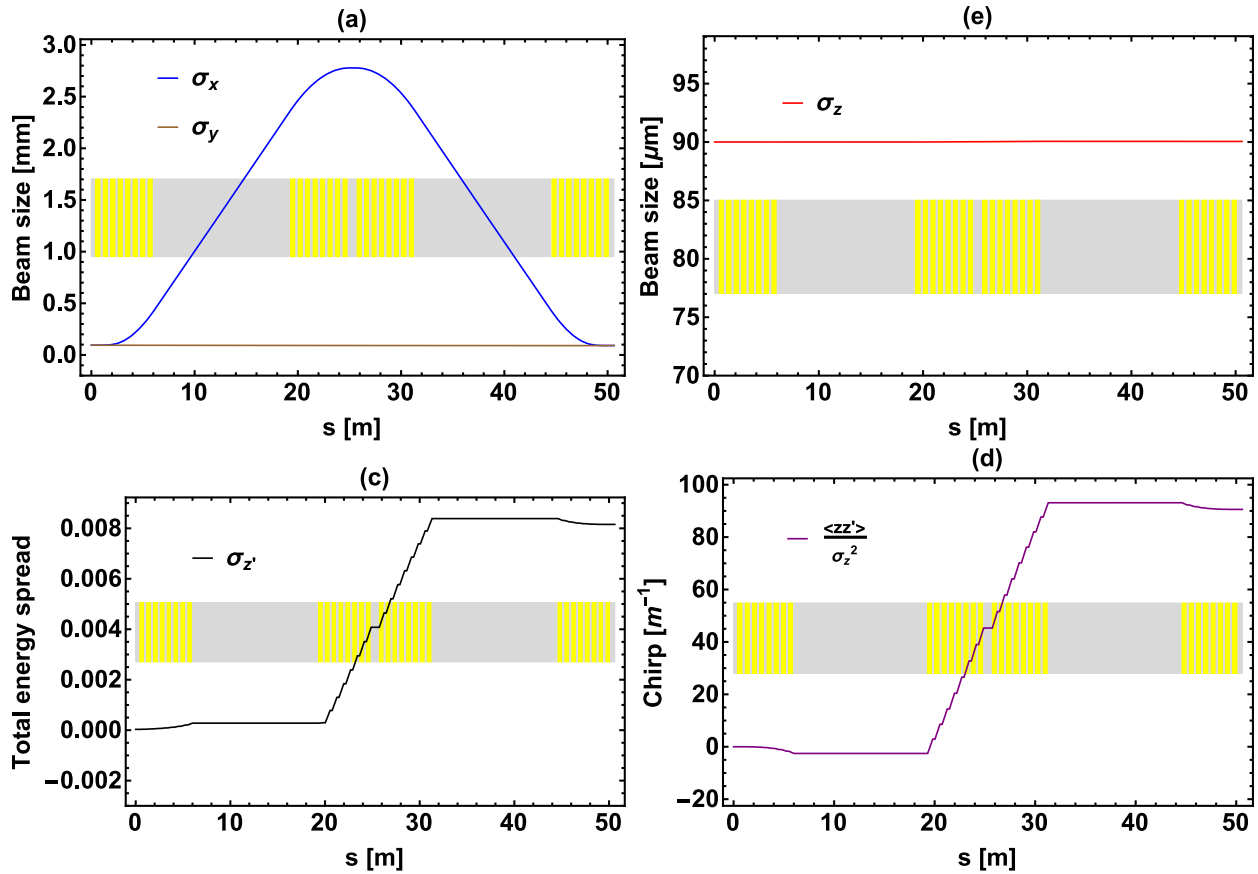 (a)
Beam size [mm]
3.0
2.5
2.0
1.5
1.0
0.5
0.0
σx
σy
0 10 20 30 40 50
s [m]
(e)
Beam size [μm]
95
90
85
80
75
70
σz
0 10 20 30 40 50
s [m]
(c)
Total energy spread
0.008
0.006
0.004
0.002
0.000
−0.002
σz'
0 10 20 30 40 50
s [m]
(d)
Chirp [m⁻¹]
100
80
60
40
20
0
−20
<zz'>
σz²
0 10 20 30 40 50
s [m]